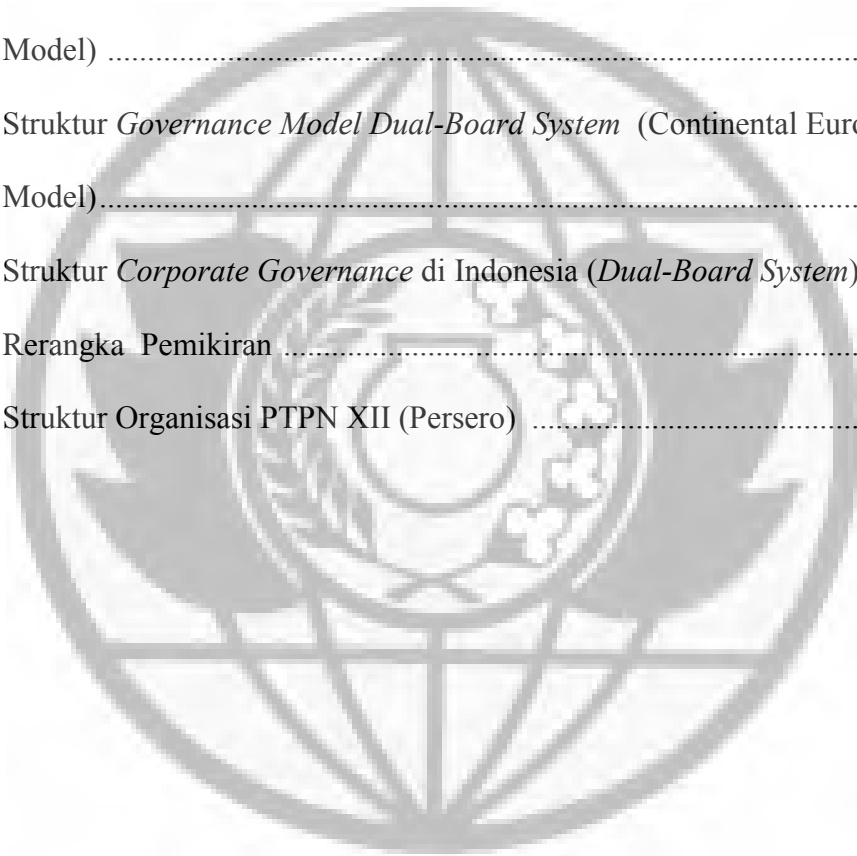 Model) ..........................................................................................
Struktur Governance Model Dual-Board System (Continental Euro
Model)..........................................................................................
Struktur Corporate Governance di Indonesia (Dual-Board System)
Rerangka Pemikiran ......................................................................
Struktur Organisasi PTPN XII (Persero) ........................................